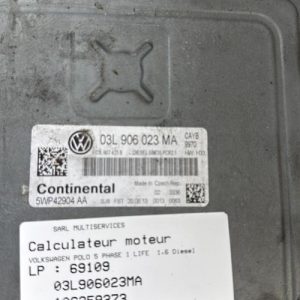 03L 906 023 MA
CAYB
Continental
Made in Czech Rep.
5WP42904 AA
SARL MULTISERVICES
Calculateur moteur
VOLKSWAGEN POLO 5 PHASE 1 LIFE 1.6 Diesel
LP : 69109
03L906023MA